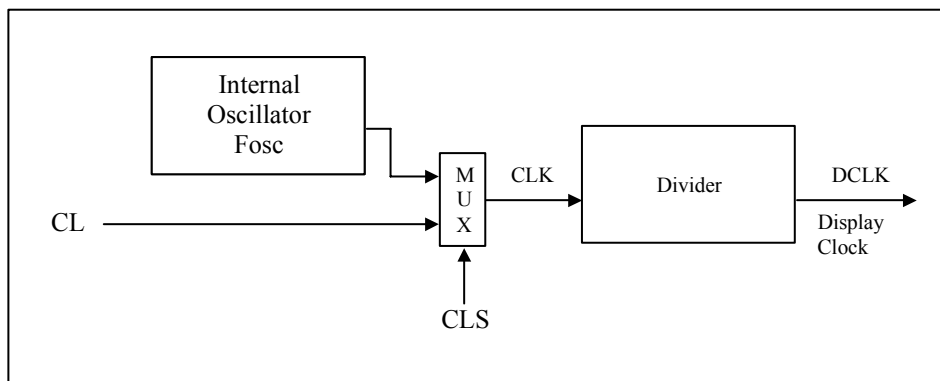 Internal
Oscillator
Fosc
M
U
X
CL
CLK
Divider
DCLK
Display
Clock
CLS